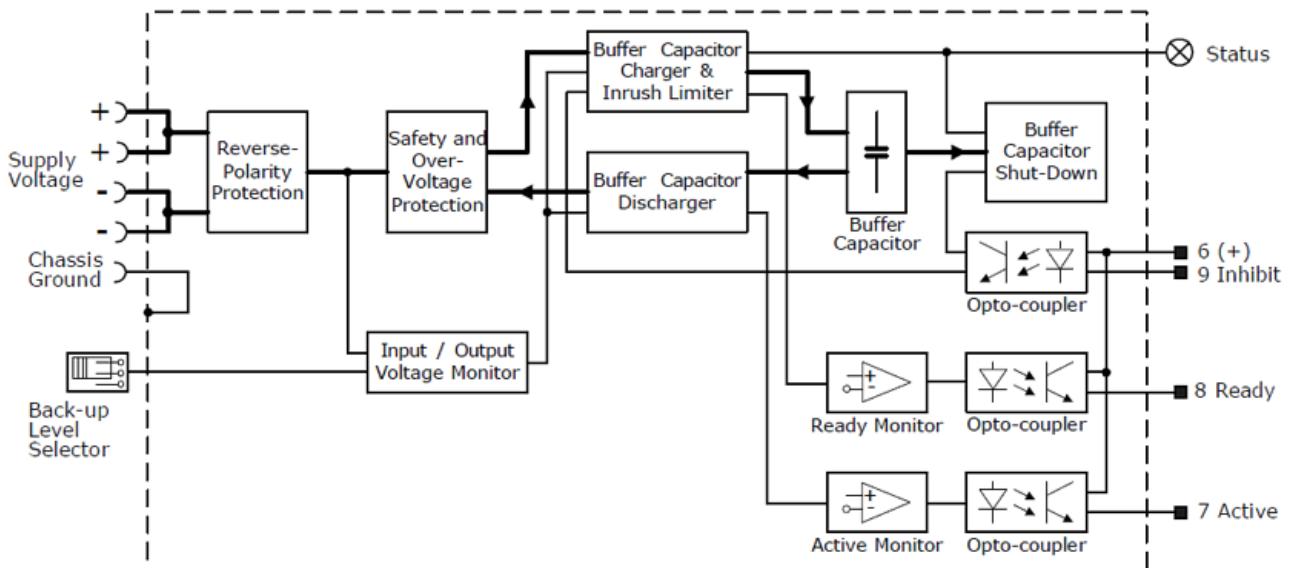 Buffer Capacitor
Charger &
Inrush Limiter
Status
+
+
-
-
Supply
Voltage
Reverse-
Polarity
Protection
Safety and
Over-
Voltage
Protection
Buffer Capacitor
Discharger
Buffer
Capacitor
Buffer
Capacitor
Shut-Down
Chassis
Ground
6 (+)
9 Inhibit
Opto-coupler
Input / Output
Voltage Monitor
Back-up
Level
Selector
+
-
Ready Monitor
Opto-coupler
8 Ready
+
-
Active Monitor
Opto-coupler
7 Active